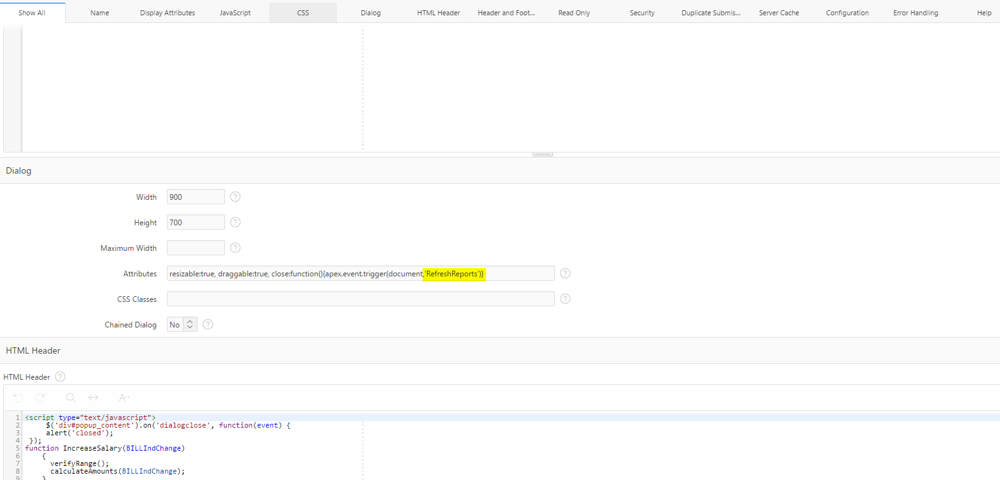 Show All Name Display Attributes JavaScript CSS Dialog HTML Header Header and Foot... Read Only Security Duplicate Submis... Server Cache Configuration Error Handling Help
Dialog
Width 900 ?
Height 700 ?
Maximum Width ?
Attributes resizable:true, draggable:true, close:function(){apex.event.trigger(document,'RefreshReports')} ?
CSS Classes ?
Chained Dialog No ?
HTML Header
HTML Header ?
A··
1 <script type="text/javascript">
2 $('div#popup_content').on('dialogclose', function(event) {
3 alert('closed');
4 });
5 function IncreaseSalary(BILLIndChange)
6 {
7 verifyRange();
8 calculateAmounts(BILLIndChange);
9 }